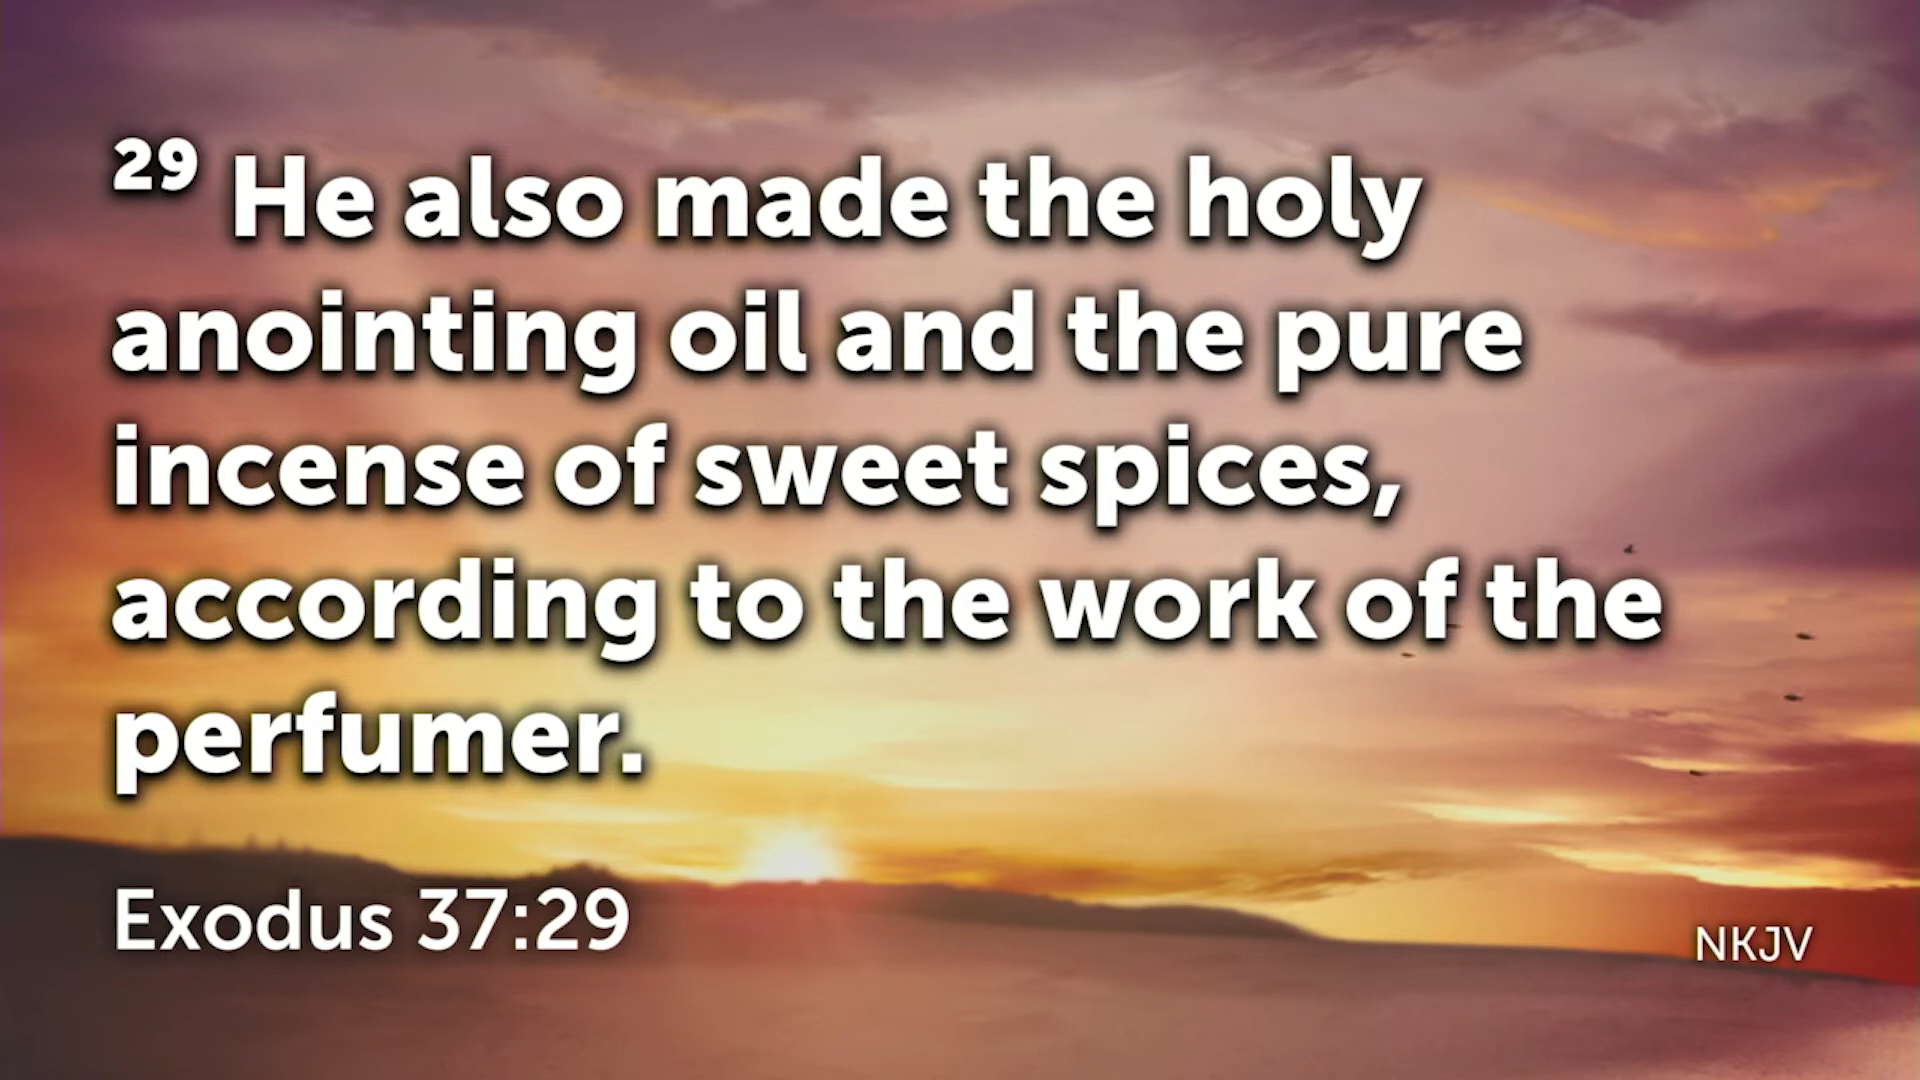 29 He also made the holy
anointing oil and the pure
incense of sweet spices,
according to the work of the
perfumer.
Exodus 37:29
NKJV